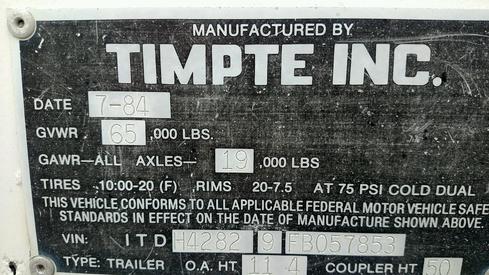 MANUFACTURED BY
TIMPTE INC.
DATE 7-84
GVWR 65 ,000 LBS.
GAWR—ALL AXLES— 19 ,000 LBS
TIRES 10:00-20 (F) RIMS 20-7.5 AT 75 PSI COLD DUAL
THIS VEHICLE CONFORMS TO ALL APPLICABLE FEDERAL MOTOR VEHICLE SAFE
STANDARDS IN EFFECT ON THE DATE OF MANUFACTURE SHOWN ABOVE.
VIN: 1TD H4282 9 FB057853
TYPE: TRAILER O.A. HT 11.4 COUPLER HT 50